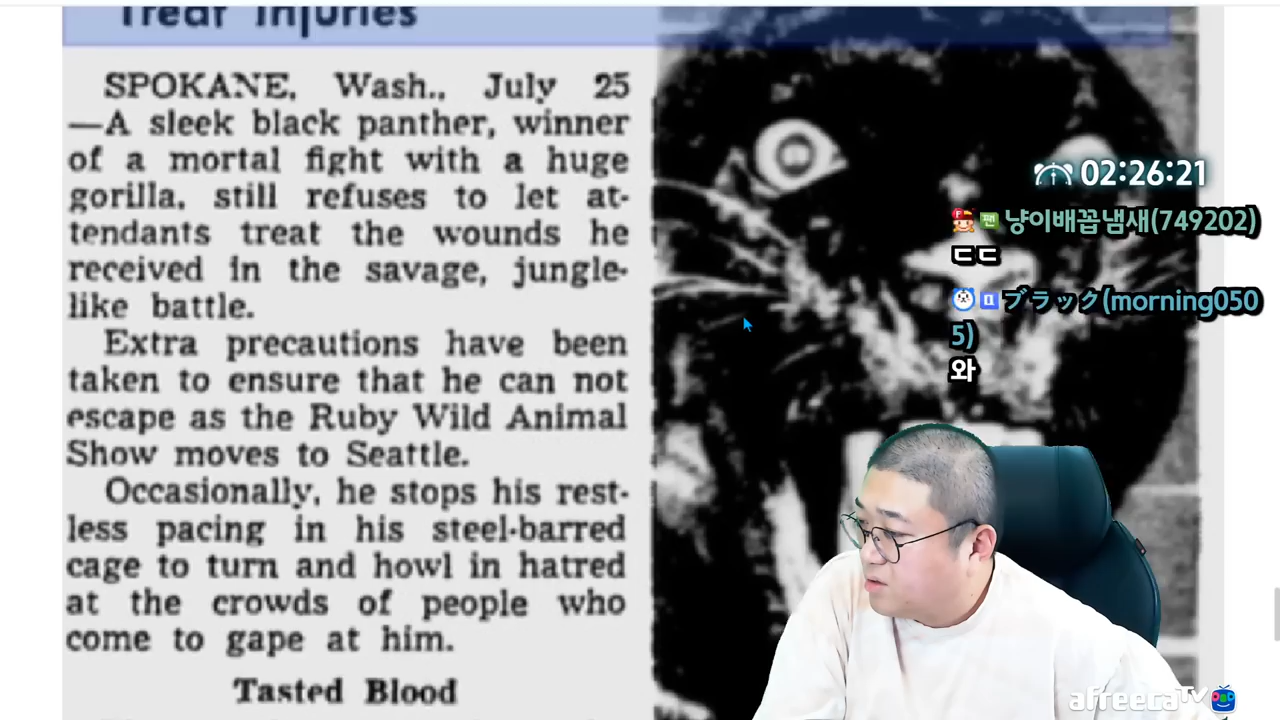 Treat Injuries
SPOKANE, Wash., July 25
—A sleek black panther, winner
of a mortal fight with a huge
gorilla, still refuses to let at-
tendants treat the wounds he
received in the savage, jungle-
like battle.
Extra precautions have been
taken to ensure that he can not
escape as the Ruby Wild Animal
Show moves to Seattle.
Occasionally, he stops his rest-
less pacing in his steel-barred
cage to turn and howl in hatred
at the crowds of people who
come to gape at him.
Tasted Blood
02:26:21
F 팬 냥이배꼽냄새(749202)
ㄷㄷ
ブラック(morning050
5)
와
afreecaTV